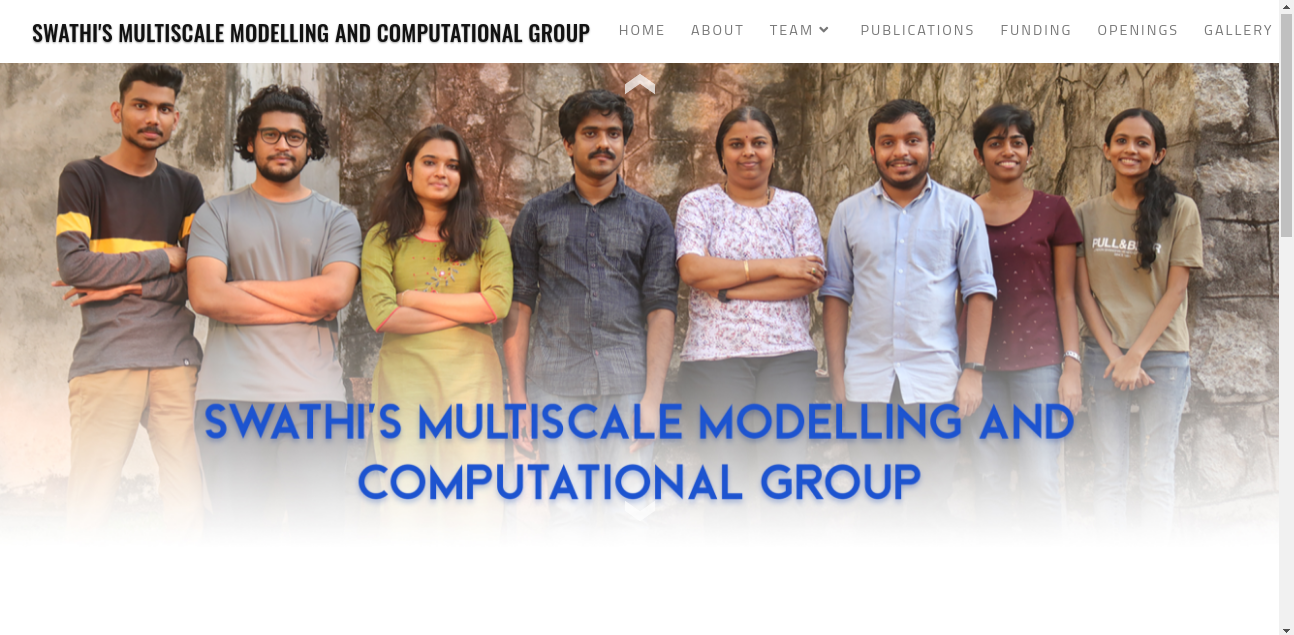 SWATHI'S MULTISCALE MODELLING AND COMPUTATIONAL GROUP
HOME ABOUT TEAM PUBLICATIONS FUNDING OPENINGS GALLERY
PULL&BEAR
SWATHI'S MULTISCALE MODELLING AND
COMPUTATIONAL GROUP